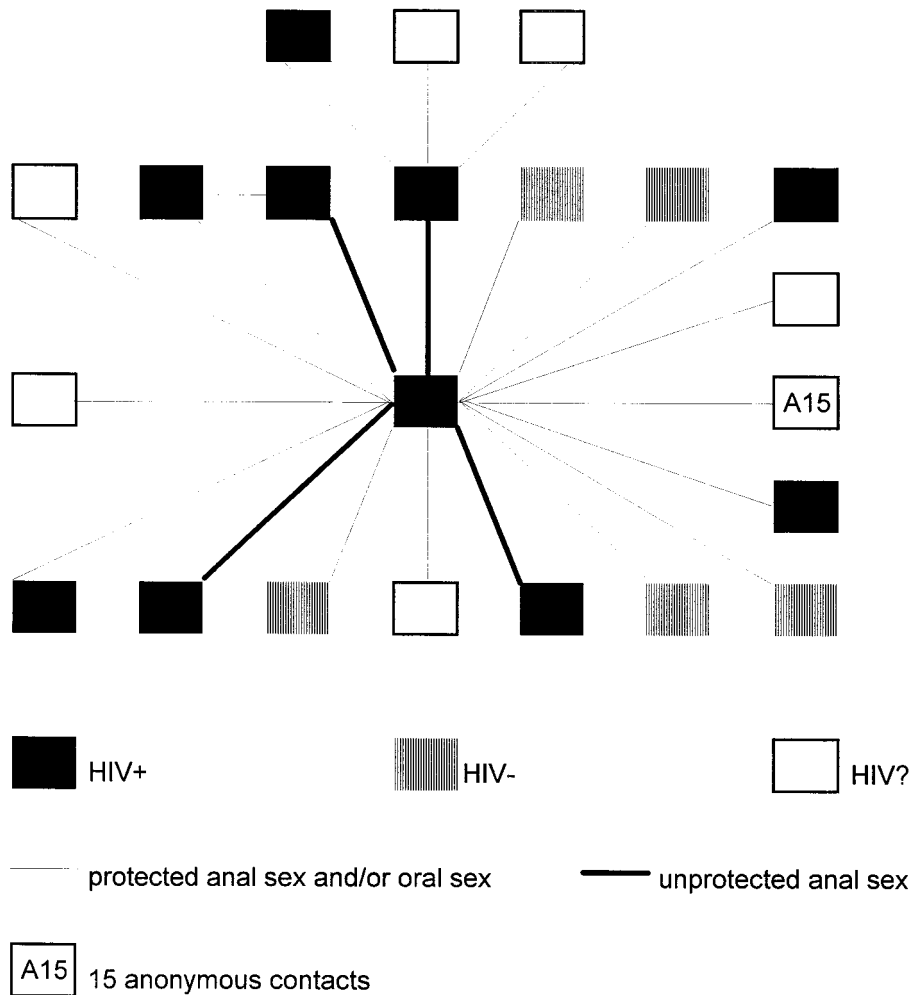 A15
HIV+ HIV- HIV?
protected anal sex and/or oral sex unprotected anal sex
A15 15 anonymous contacts